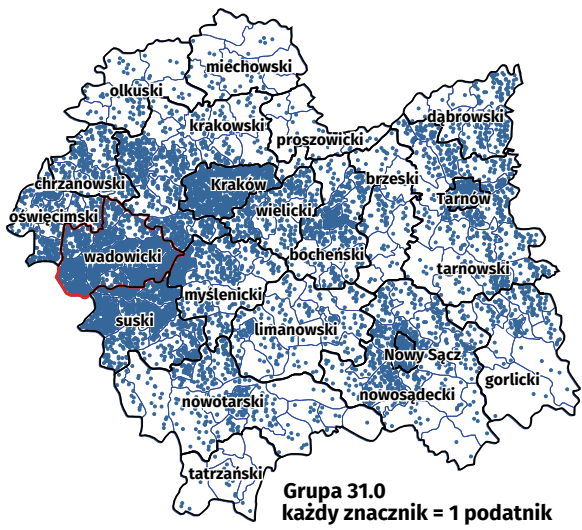 miechowski
olkuski
dąbrowski
krakowski
proszowicki
brzeski
chrzanowski
Kraków
Tarnów
oświęcimski
wielicki
wadowicki
bocheński
tarnowski
myślenicki
suski
limanowski
Nowy Sącz
gorlicki
nowotarski
nowosądecki
tatrzański
Grupa 31.0
każdy znacznik = 1 podatnik